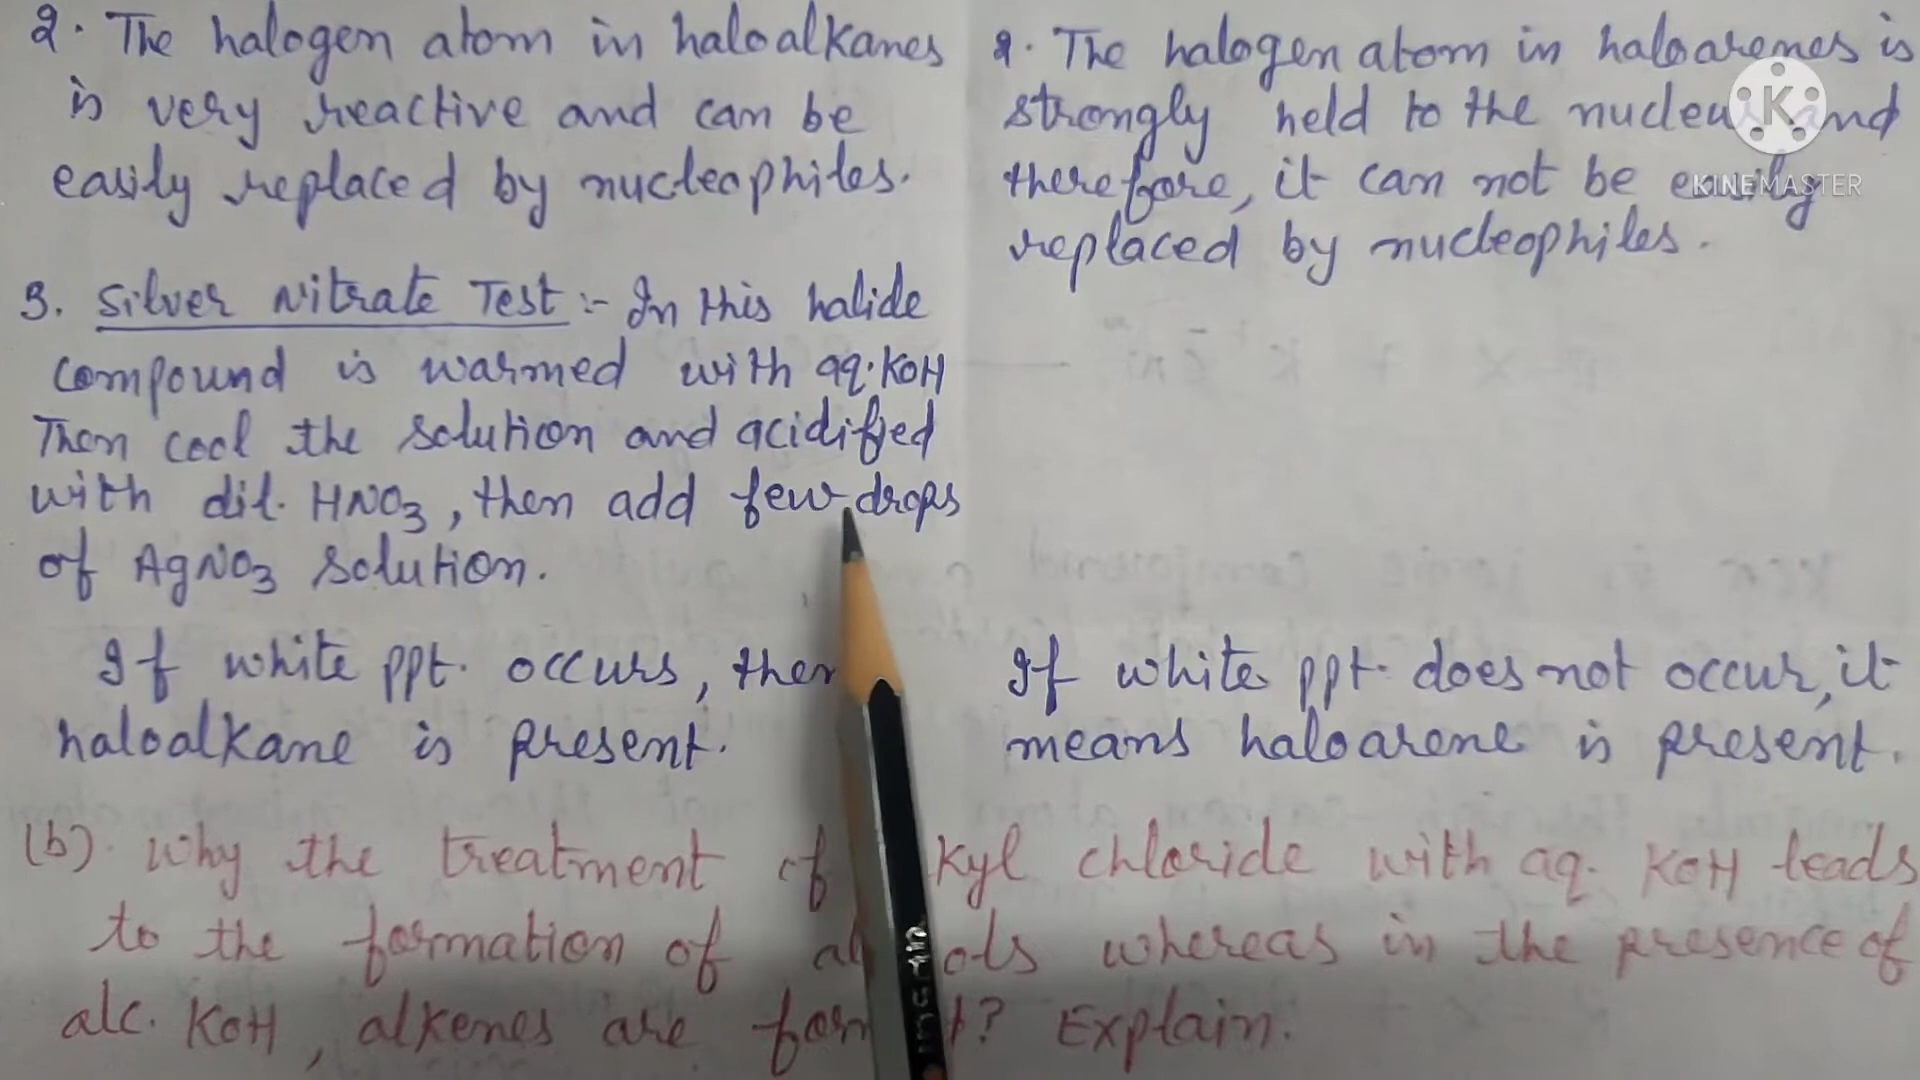 2. The halogen atom in haloalkanes
is very reactive and can be
easily replaced by nucleophiles.
3. Silver Nitrate Test :- In this halide
compound is warmed with aq. KOH
Then cool the solution and acidified
with dil. HNO3, then add few drops
of AgNO3 solution.
If white ppt. occurs, then
haloalkane is present.
2. The halogen atom in haloarenes is
strongly held to the nucleus and
therefore, it can not be easily
replaced by nucleophiles.
If white ppt. does not occur, it
means haloarene is present.
(b). Why the treatment of kyl chloride with aq. KOH leads
to the formation of al ols whereas in the presence of
alc. KOH, alkenes are form ? Explain.
KINEMASTER